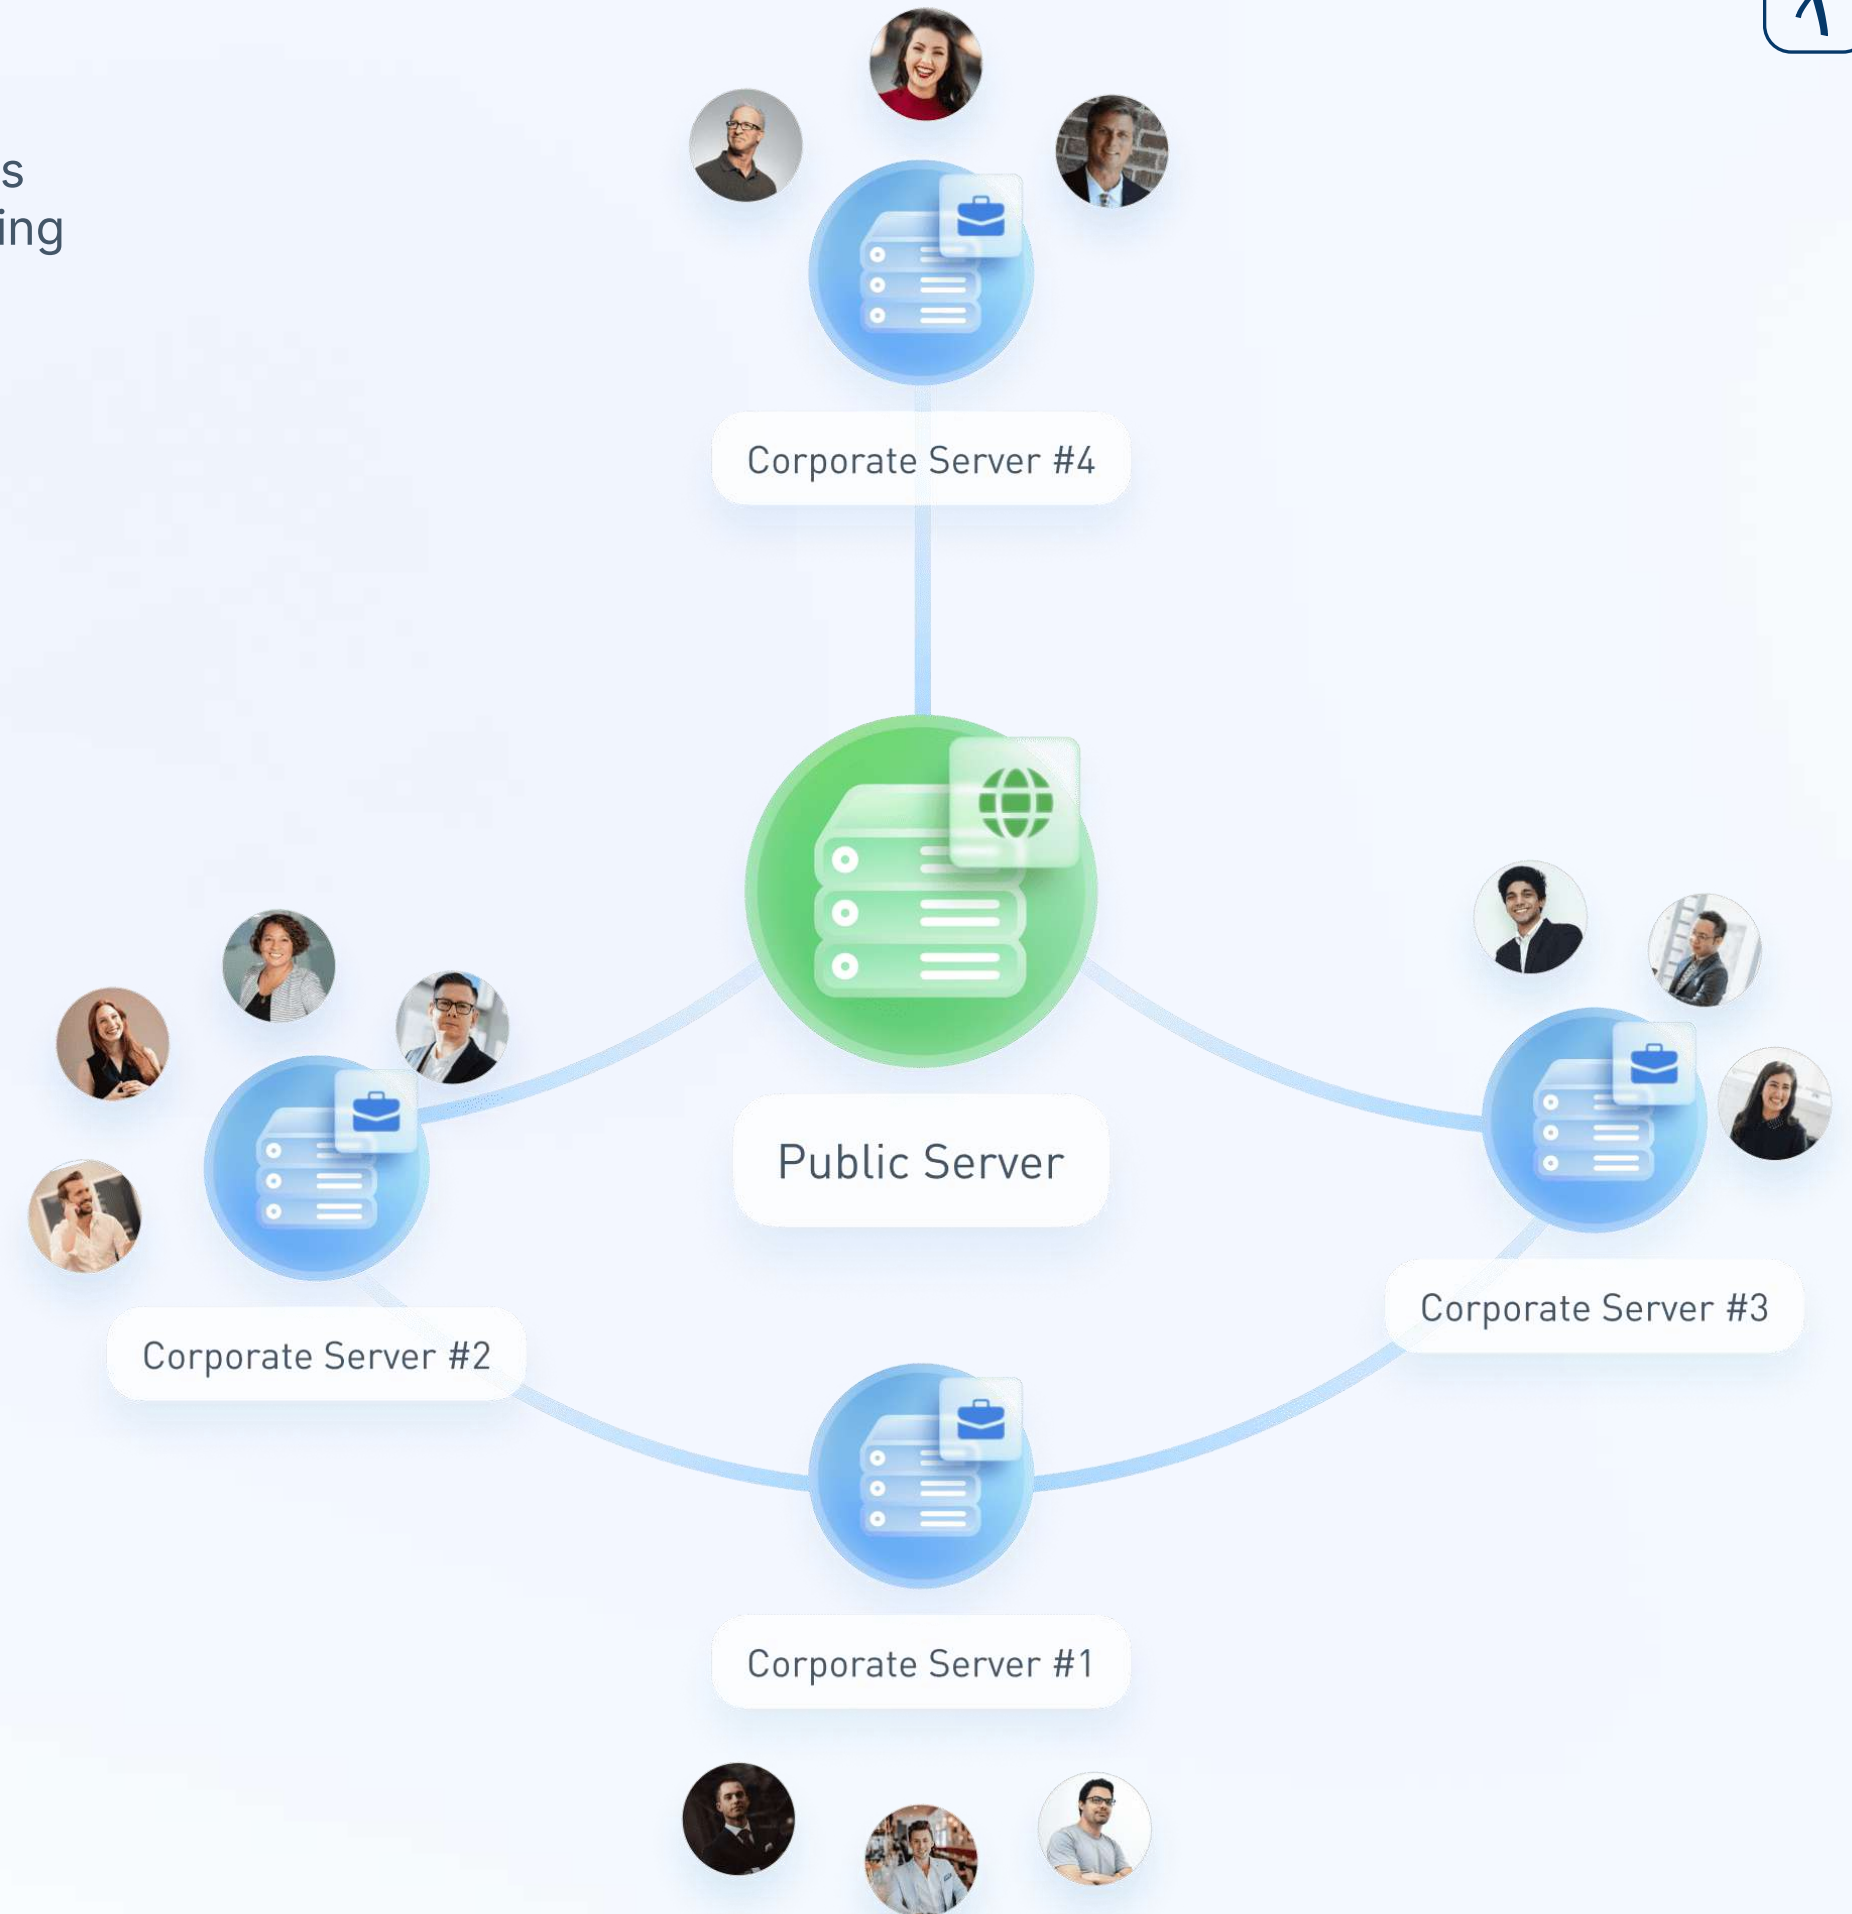 s
ing
Corporate Server #4
Public Server
Corporate Server #3
Corporate Server #2
Corporate Server #1